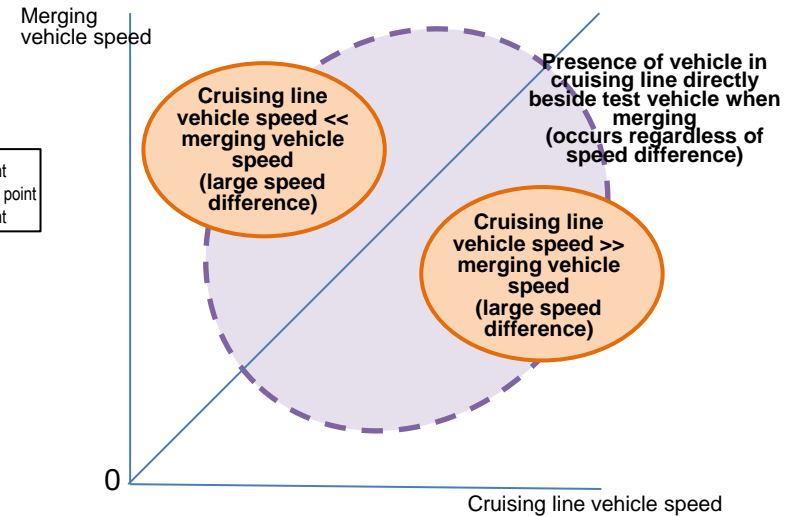 Merging
vehicle speed
Presence of vehicle in
cruising line directly
beside test vehicle when
merging
(occurs regardless of
speed difference)
Cruising line
vehicle speed <<
merging vehicle
speed
(large speed
difference)
point
Cruising line
vehicle speed >>
merging vehicle
speed
(large speed
difference)
0
Cruising line vehicle speed